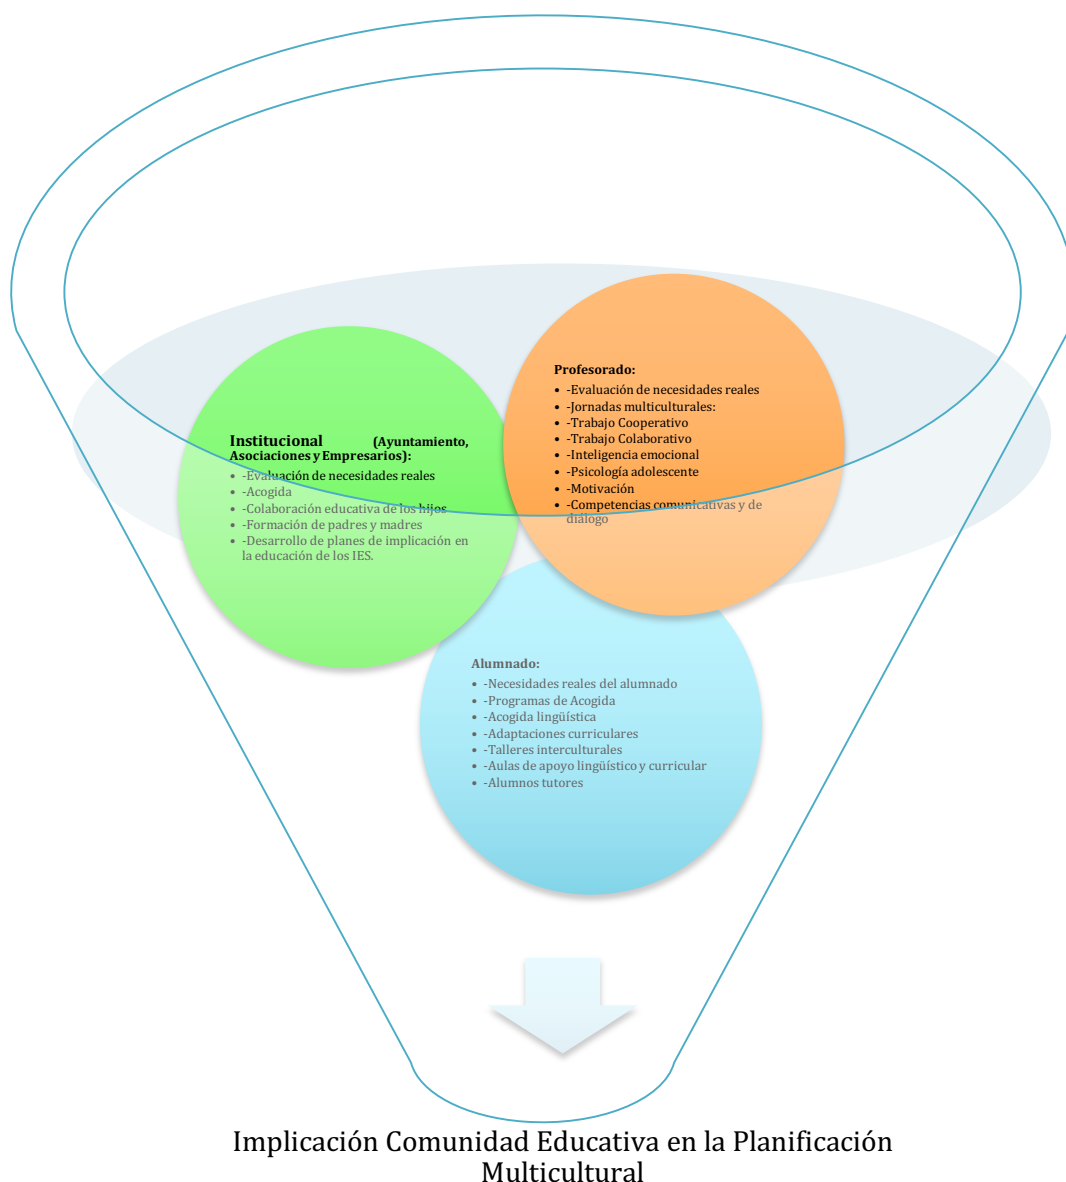 Profesorado:
• -Evaluación de necesidades reales
• -Jornadas multiculturales:
• -Trabajo Cooperativo
• -Trabajo Colaborativo
• -Inteligencia emocional
• -Psicología adolescente
• -Motivación
• -Competencias comunicativas y de
diálogo
Institucional (Ayuntamiento,
Asociaciones y Empresarios):
• -Evaluación de necesidades reales
• -Acogida
• -Colaboración educativa de los hijos
• -Formación de padres y madres
• -Desarrollo de planes de implicación en
la educación de los IES.
Alumnado:
• -Necesidades reales del alumnado
• -Programas de Acogida
• -Acogida lingüística
• -Adaptaciones curriculares
• -Talleres interculturales
• -Aulas de apoyo lingüístico y curricular
• -Alumnos tutores
Implicación Comunidad Educativa en la Planificación
Multicultural